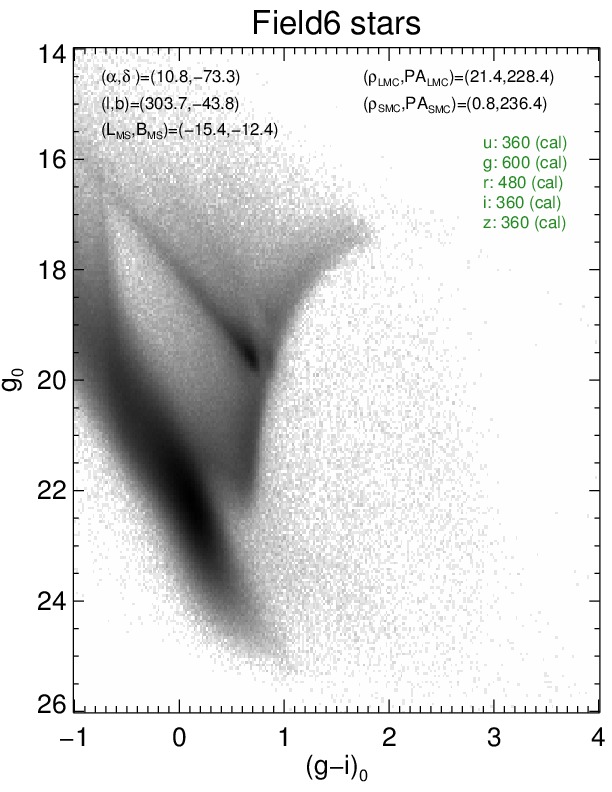 Field6 stars
(α,δ)=(10.8,−73.3)
(ρLMC,PALMC)=(21.4,228.4)
(l,b)=(303.7,−43.8)
(ρSMC,PASMC)=(0.8,236.4)
(LMS,BMS)=(−15.4,−12.4)
u: 360 (cal)
g: 600 (cal)
r: 480 (cal)
i: 360 (cal)
z: 360 (cal)
14
16
18
20
22
24
26
g0
−1 0 1 2 3 4
(g−i)0